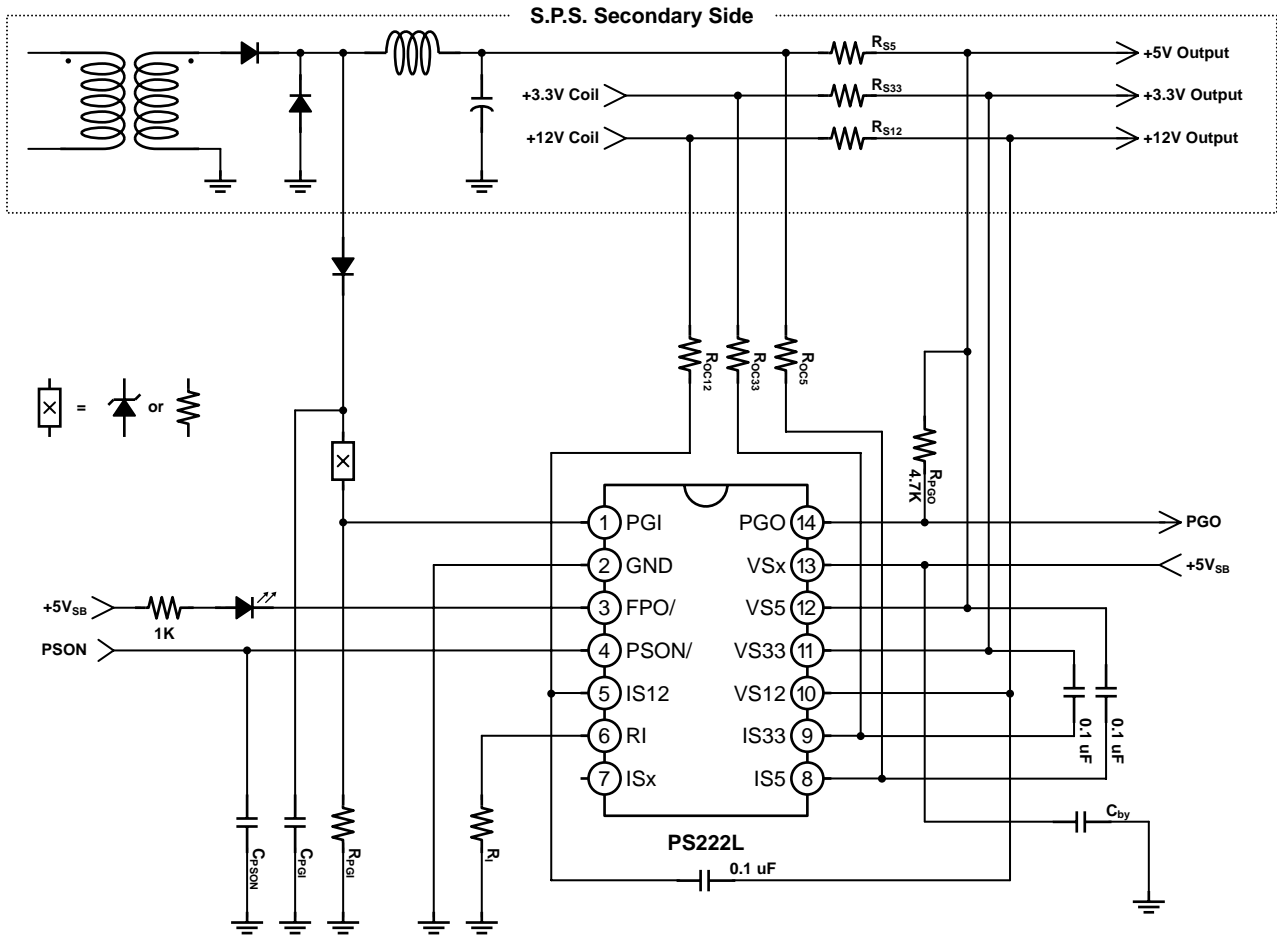 S.P.S. Secondary Side
RS5
+5V Output
+3.3V Coil
RS33
+3.3V Output
+12V Coil
RS12
+12V Output
ROC12
ROC33
ROC5
= or
RPGO
4.7K
1 PGI
PGO 14
PGO
2 GND
VSx 13
+5VSB
+5VSB
1K
3 FPO/
VS5 12
PSON
4 PSON/
VS33 11
5 IS12
VS12 10
6 RI
IS33 9
7 ISx
IS5 8
0.1 uF
0.1 uF
CPSON
CPGI
RPGI
RI
PS222L
0.1 uF
Cby